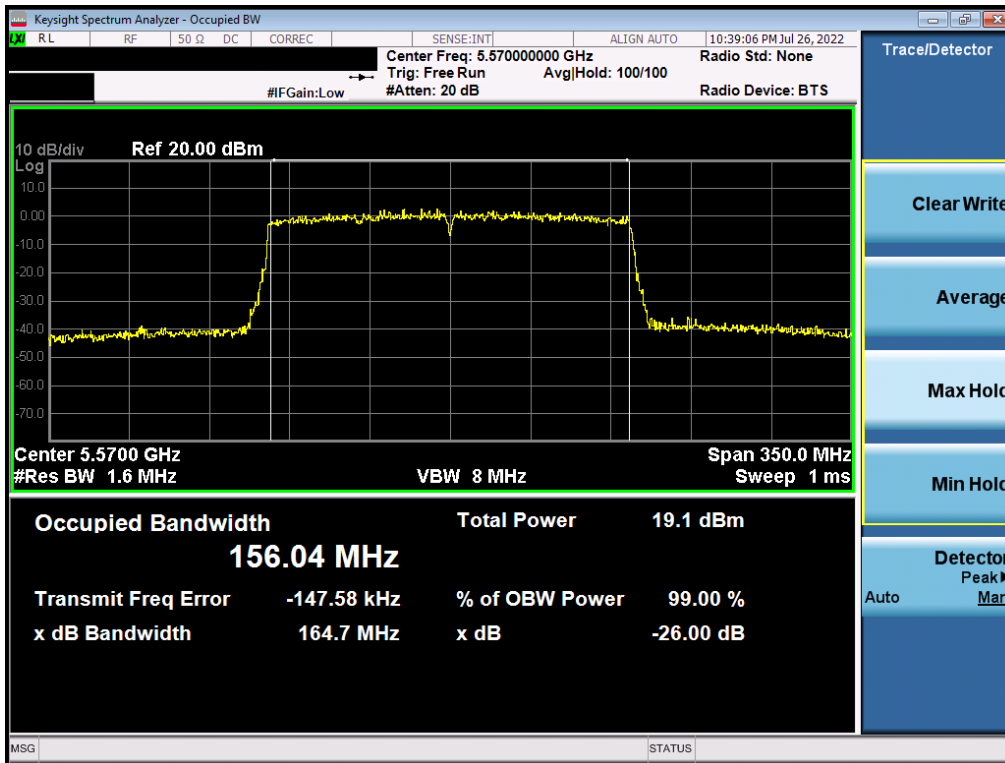 Keysight Spectrum Analyzer - Occupied BW
LXI RL RF 50 Ω DC CORREC SENSE:INT ALIGN AUTO 10:39:06 PM Jul 26, 2022
Center Freq: 5.570000000 GHz Radio Std: None
Trig: Free Run Avg|Hold: 100/100
#IFGain:Low #Atten: 20 dB Radio Device: BTS
10 dB/div Ref 20.00 dBm
Log
10.0
0.00
-10.0
-20.0
-30.0
-40.0
-50.0
-60.0
-70.0
Center 5.5700 GHz Span 350.0 MHz
#Res BW 1.6 MHz VBW 8 MHz Sweep 1 ms
Occupied Bandwidth Total Power 19.1 dBm
156.04 MHz
Transmit Freq Error -147.58 kHz % of OBW Power 99.00 %
x dB Bandwidth 164.7 MHz x dB -26.00 dB
MSG STATUS
Trace/Detector
Clear Write
Average
Max Hold
Min Hold
Detector
Peak
Auto Man